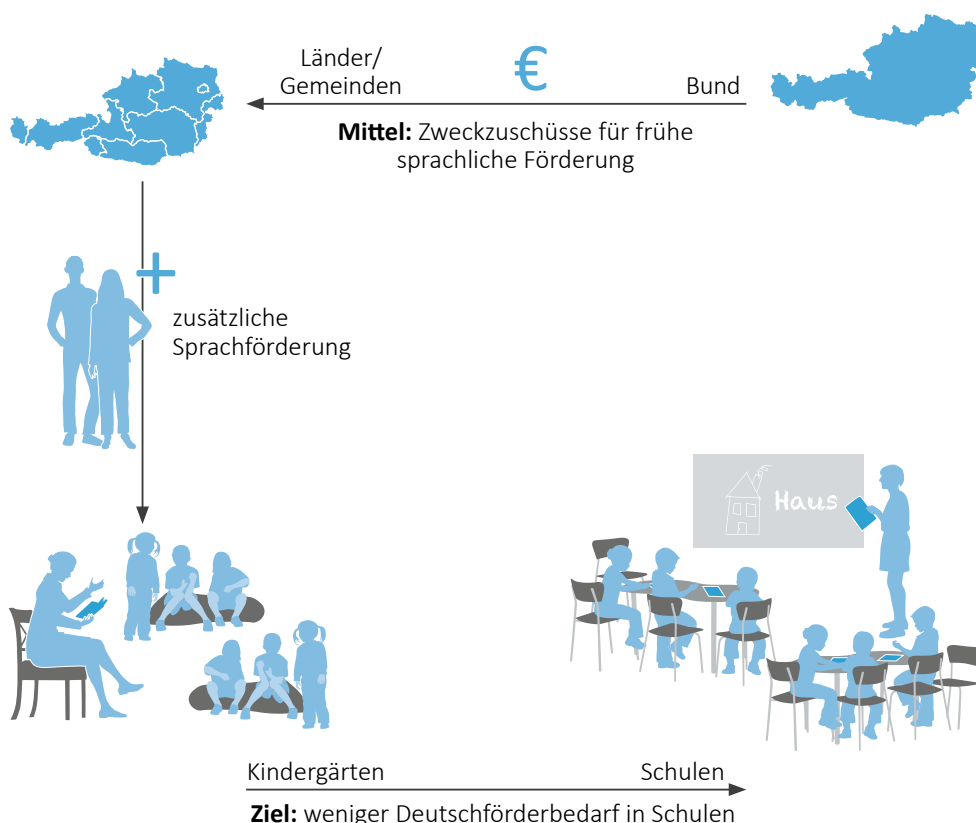 Länder/
Gemeinden
€
Bund
Mittel: Zweckzuschüsse für frühe
sprachliche Förderung
+
zusätzliche
Sprachförderung
Haus
Kindergärten
Schulen
Ziel: weniger Deutschförderbedarf in Schulen